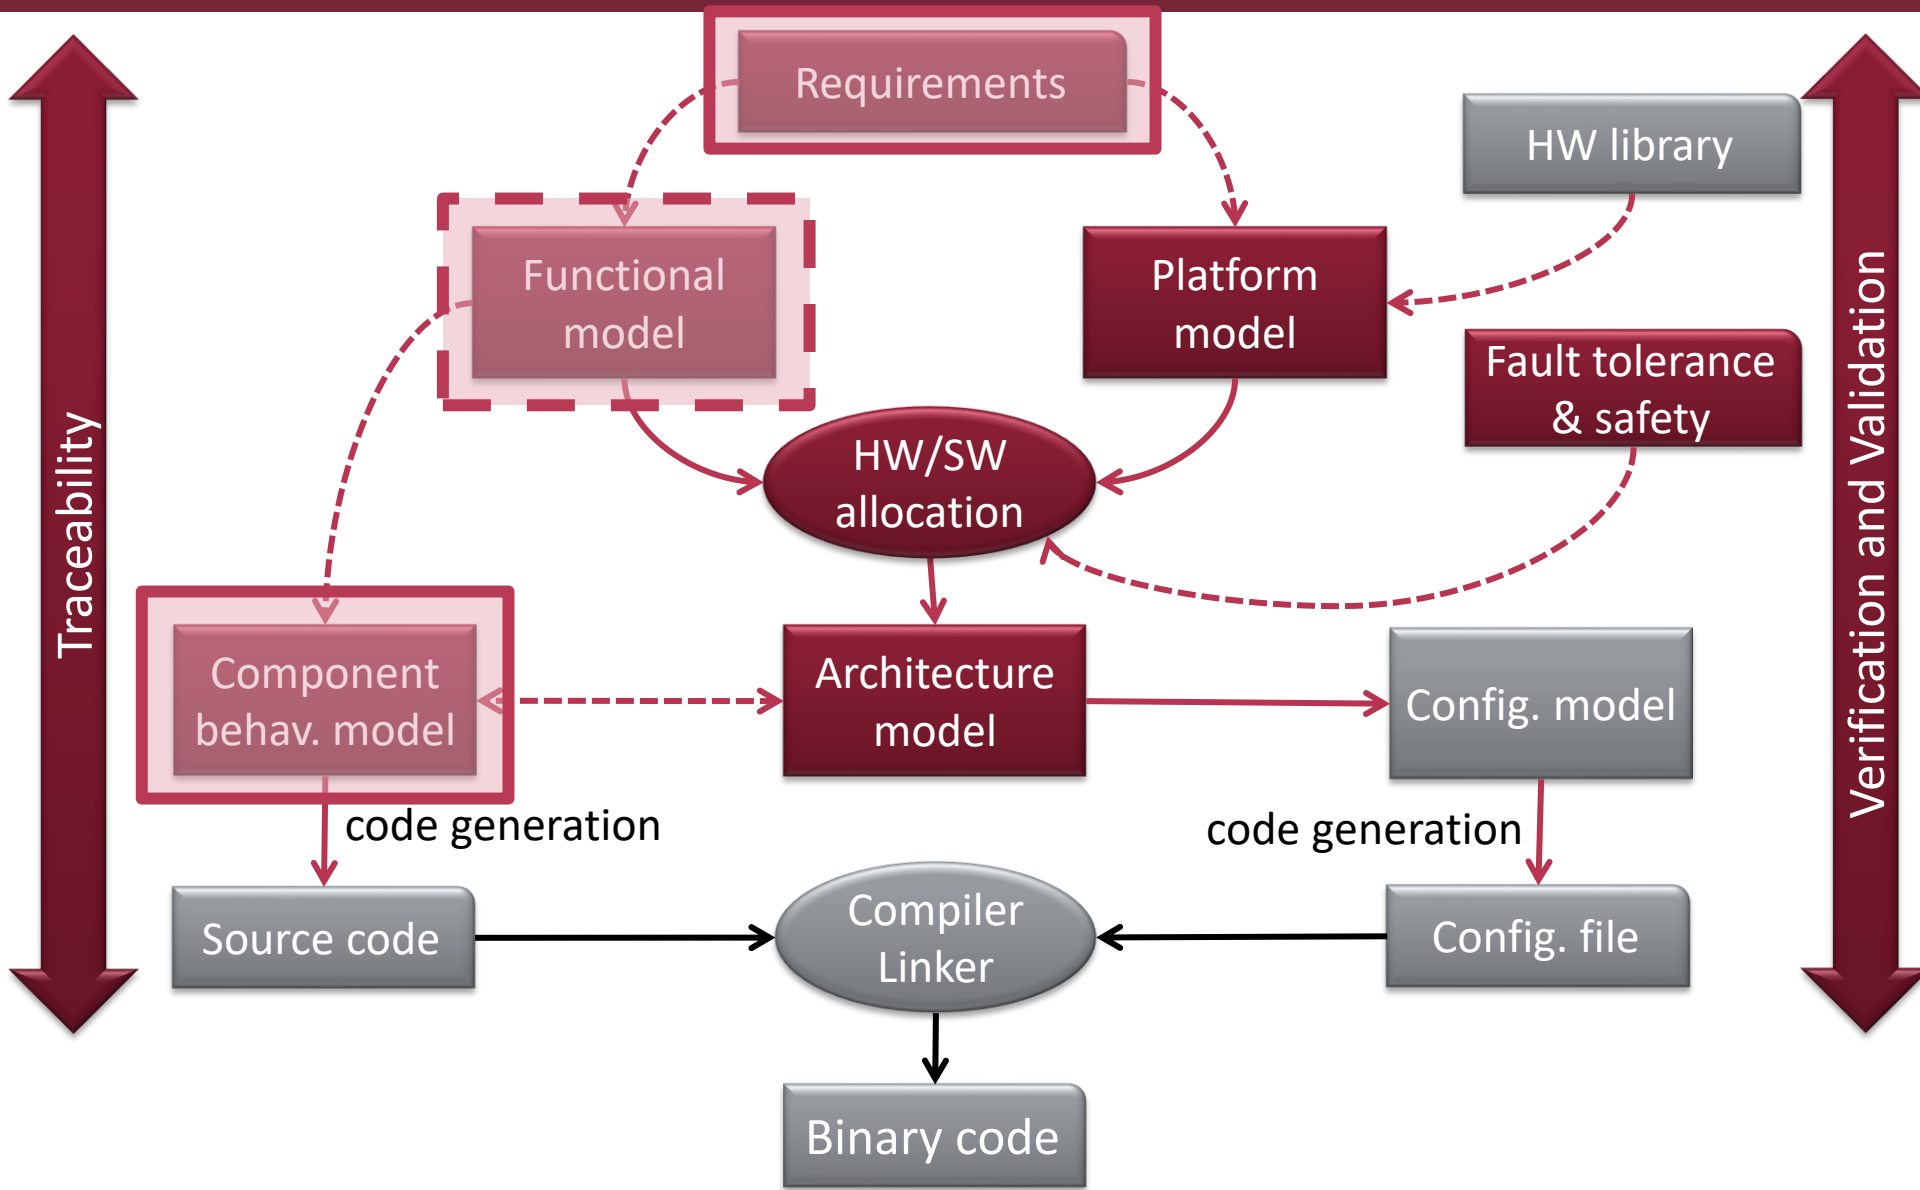 Requirements
HW library
Functional
model
Platform
model
Fault tolerance
& safety
HW/SW
allocation
Traceability
Verification and Validation
Component
behav. model
Architecture
model
Config. model
code generation
code generation
Source code
Compiler
Linker
Config. file
Binary code